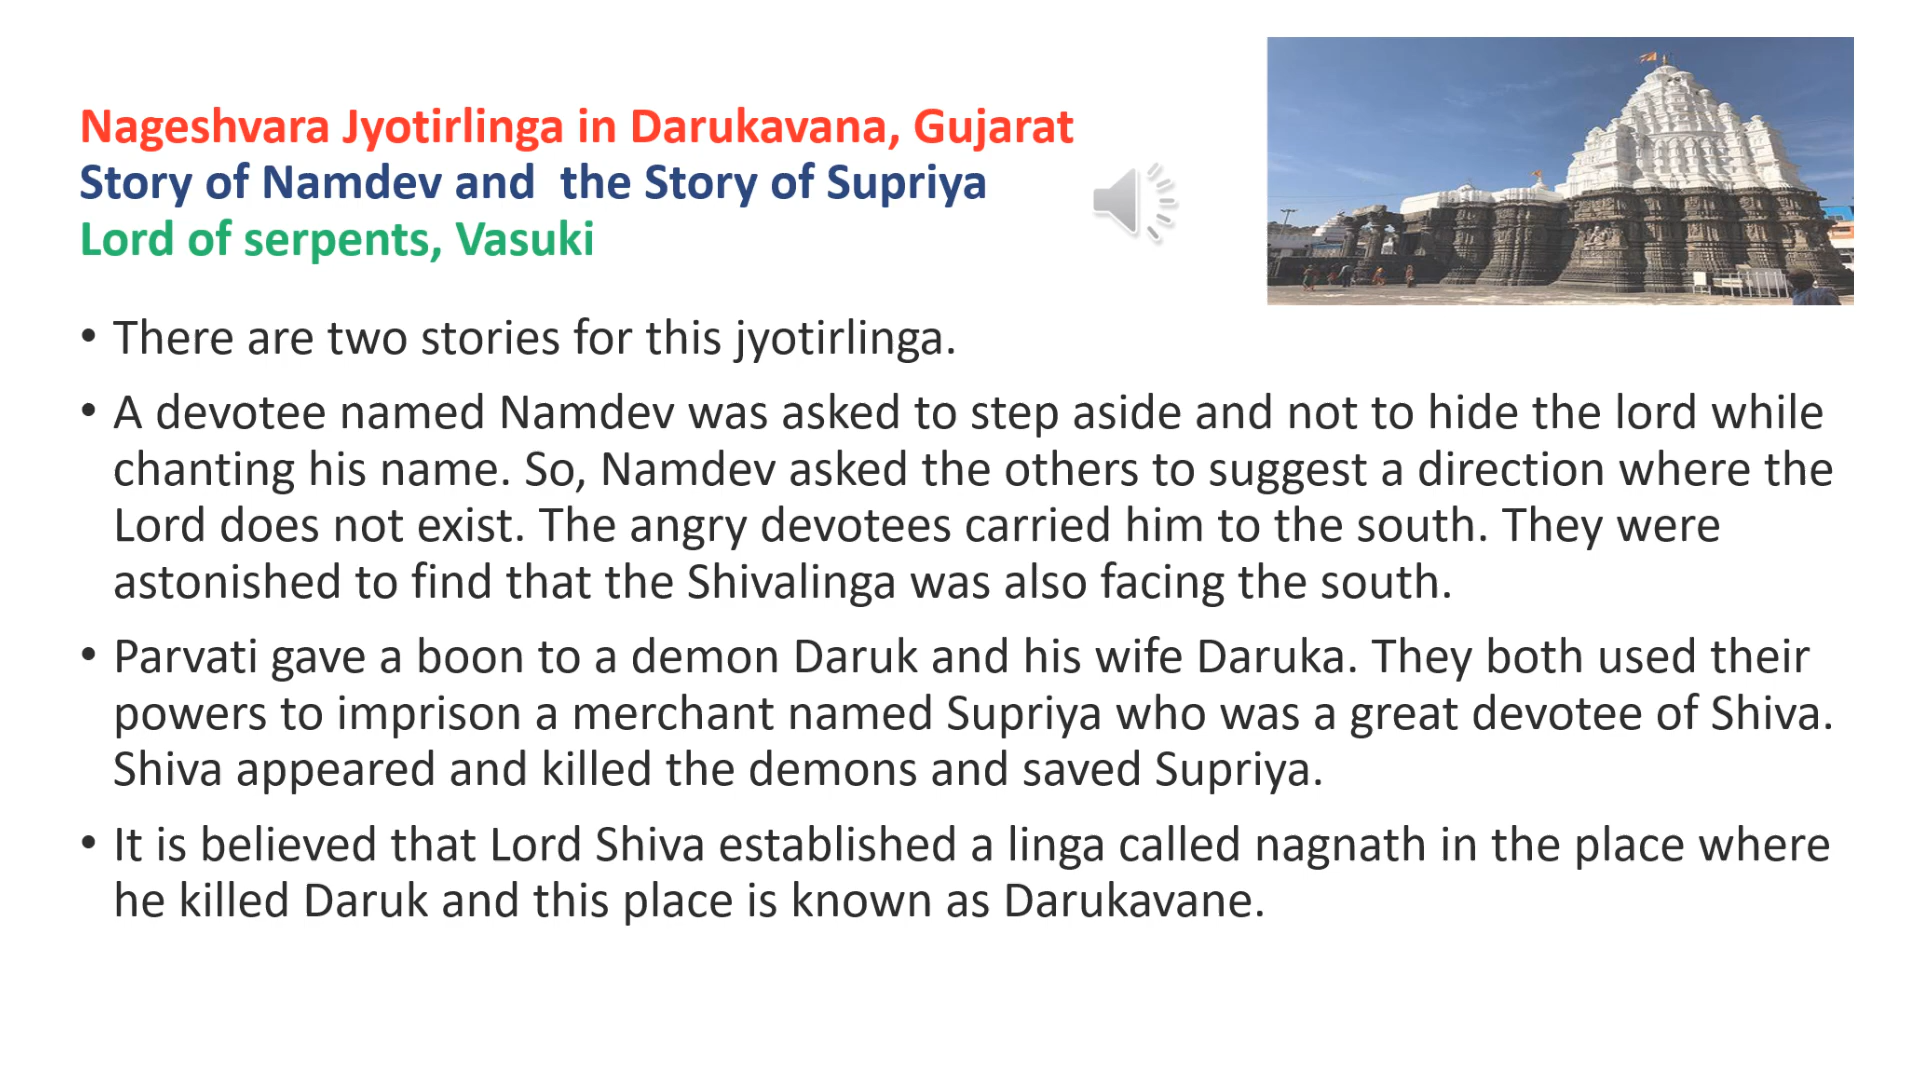 Nageshvara Jyotirlinga in Darukavana, Gujarat
Story of Namdev and  the Story of Supriya
Lord of serpents, Vasuki
• There are two stories for this jyotirlinga.
• A devotee named Namdev was asked to step aside and not to hide the lord while
chanting his name. So, Namdev asked the others to suggest a direction where the
Lord does not exist. The angry devotees carried him to the south. They were
astonished to find that the Shivalinga was also facing the south.
• Parvati gave a boon to a demon Daruk and his wife Daruka. They both used their
powers to imprison a merchant named Supriya who was a great devotee of Shiva.
Shiva appeared and killed the demons and saved Supriya.
• It is believed that Lord Shiva established a linga called nagnath in the place where
he killed Daruk and this place is known as Darukavane.